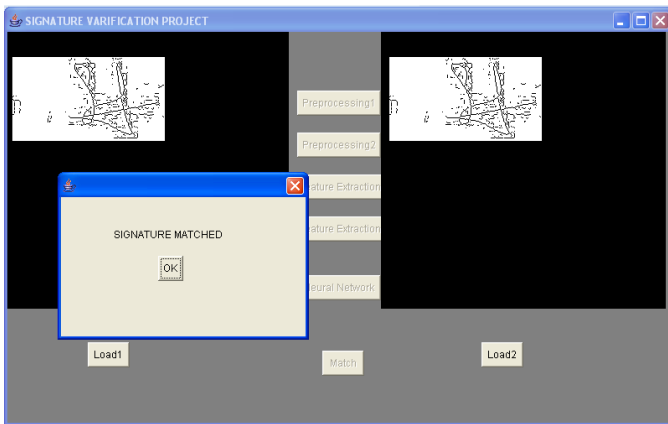 SIGNATURE VARIFICATION PROJECT
Preprocessing1
Preprocessing2
ature Extraction
ature Extraction
eural Network
SIGNATURE MATCHED
OK
Load1
Match
Load2